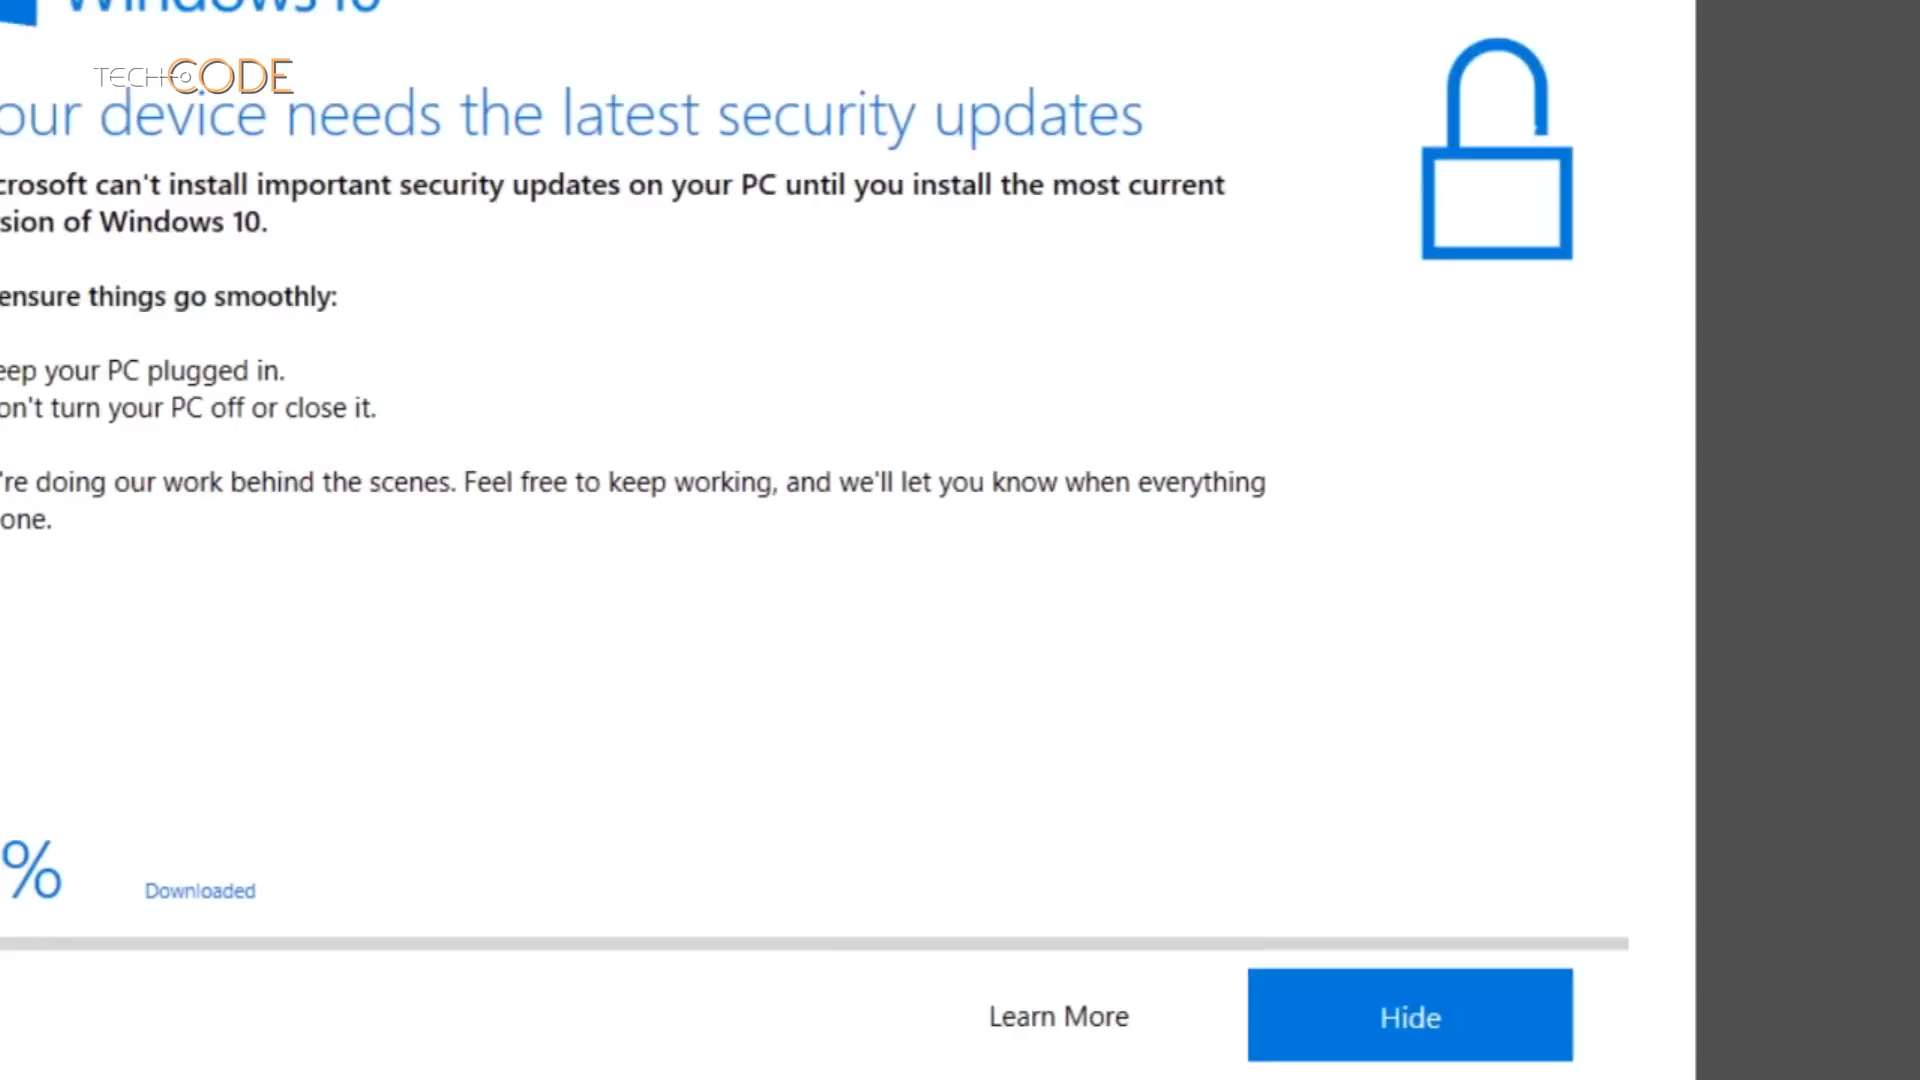 Windows 10
TECH CODE
our device needs the latest security updates
crosoft can't install important security updates on your PC until you install the most current
sion of Windows 10.
ensure things go smoothly:
eep your PC plugged in.
on't turn your PC off or close it.
're doing our work behind the scenes. Feel free to keep working, and we'll let you know when everything
one.
%
Downloaded
Learn More
Hide